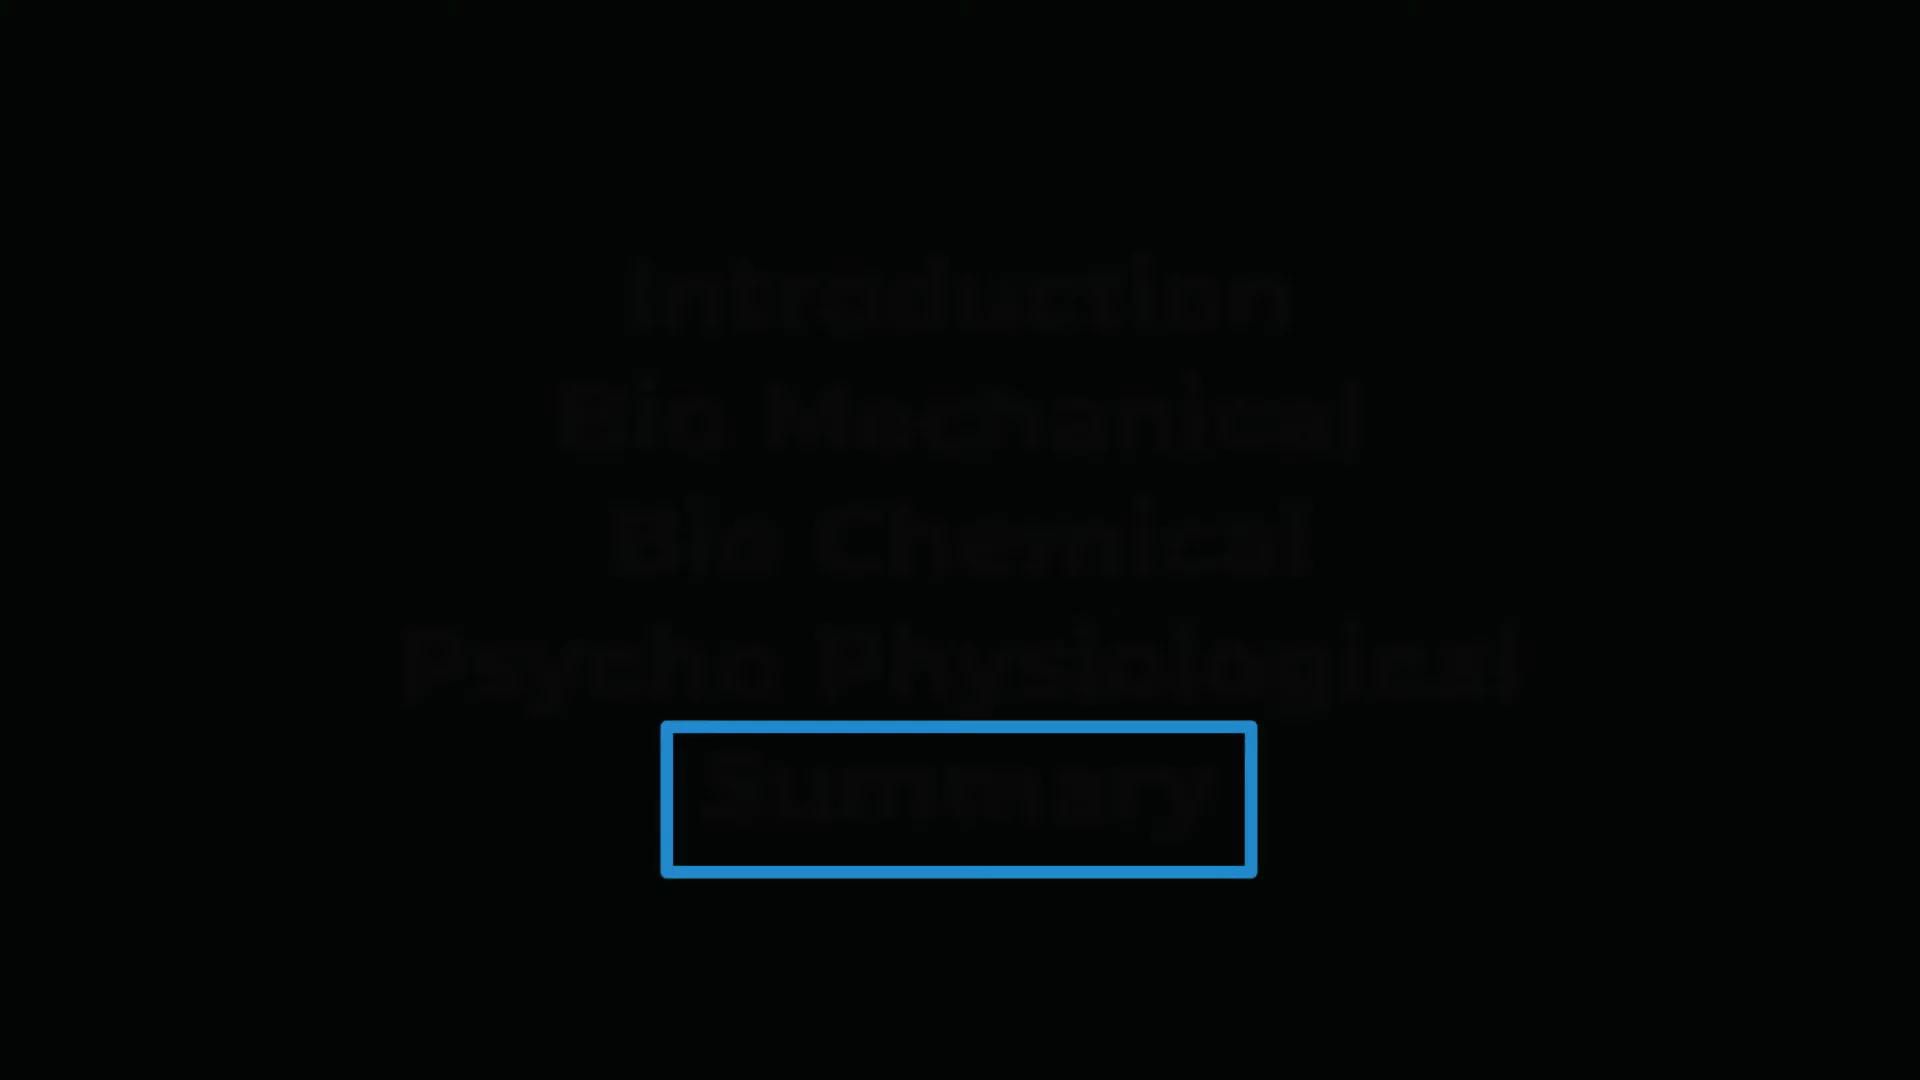 Introduction
Bio Mechanical
Bio Chemical
Psycho Physiological
Summary